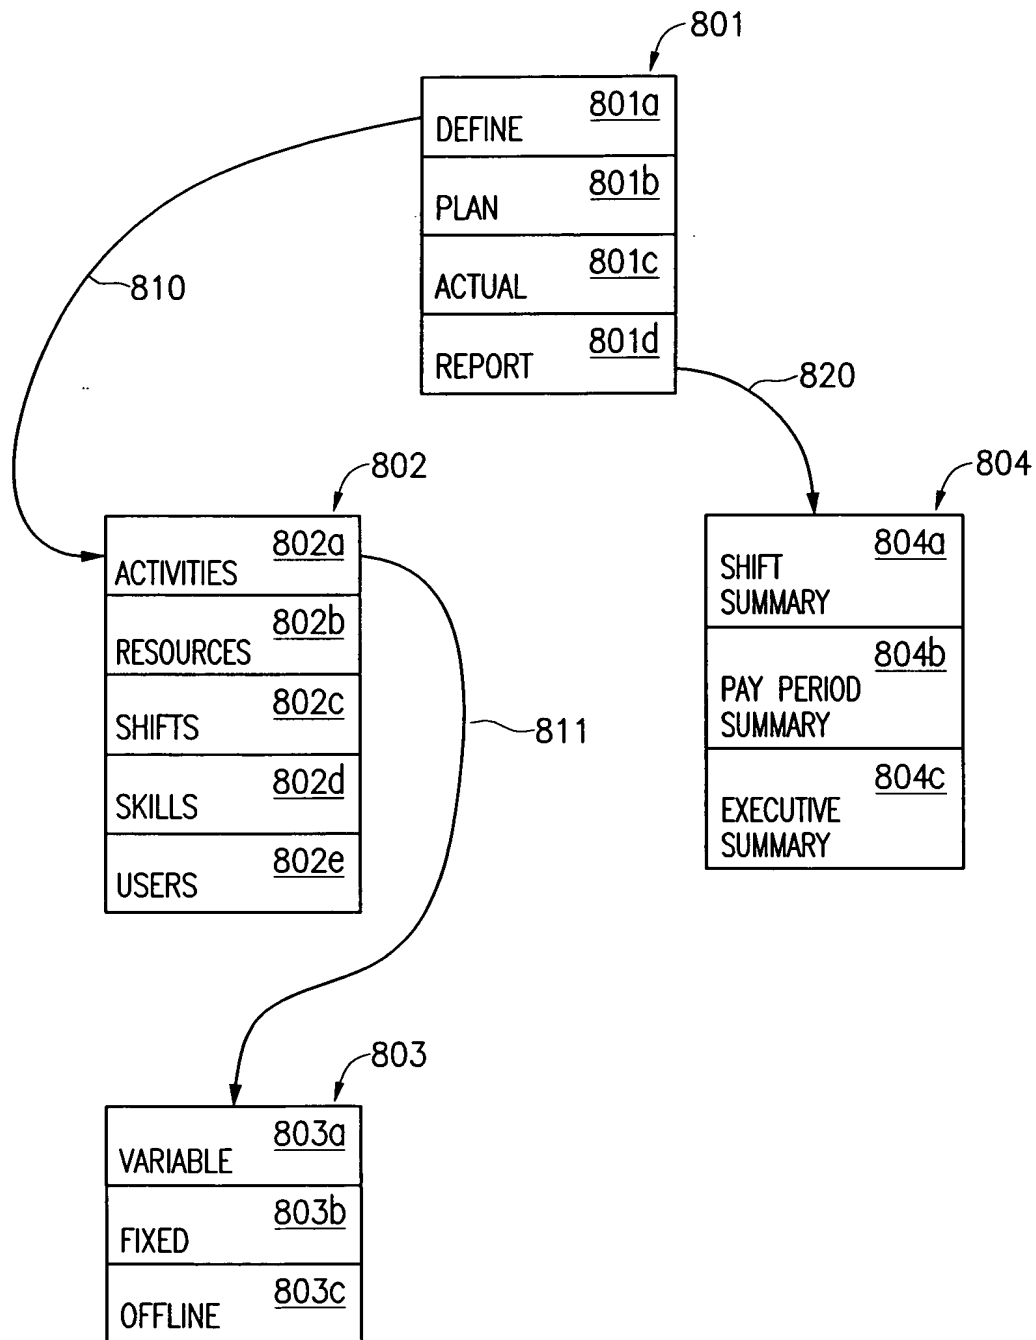 801
801a
DEFINE
801b
PLAN
801c
ACTUAL
801d
REPORT
810
820
802
802a
ACTIVITIES
802b
RESOURCES
802c
SHIFTS
802d
SKILLS
802e
USERS
811
804
804a
SHIFT
SUMMARY
804b
PAY PERIOD
SUMMARY
804c
EXECUTIVE
SUMMARY
803
803a
VARIABLE
803b
FIXED
803c
OFFLINE